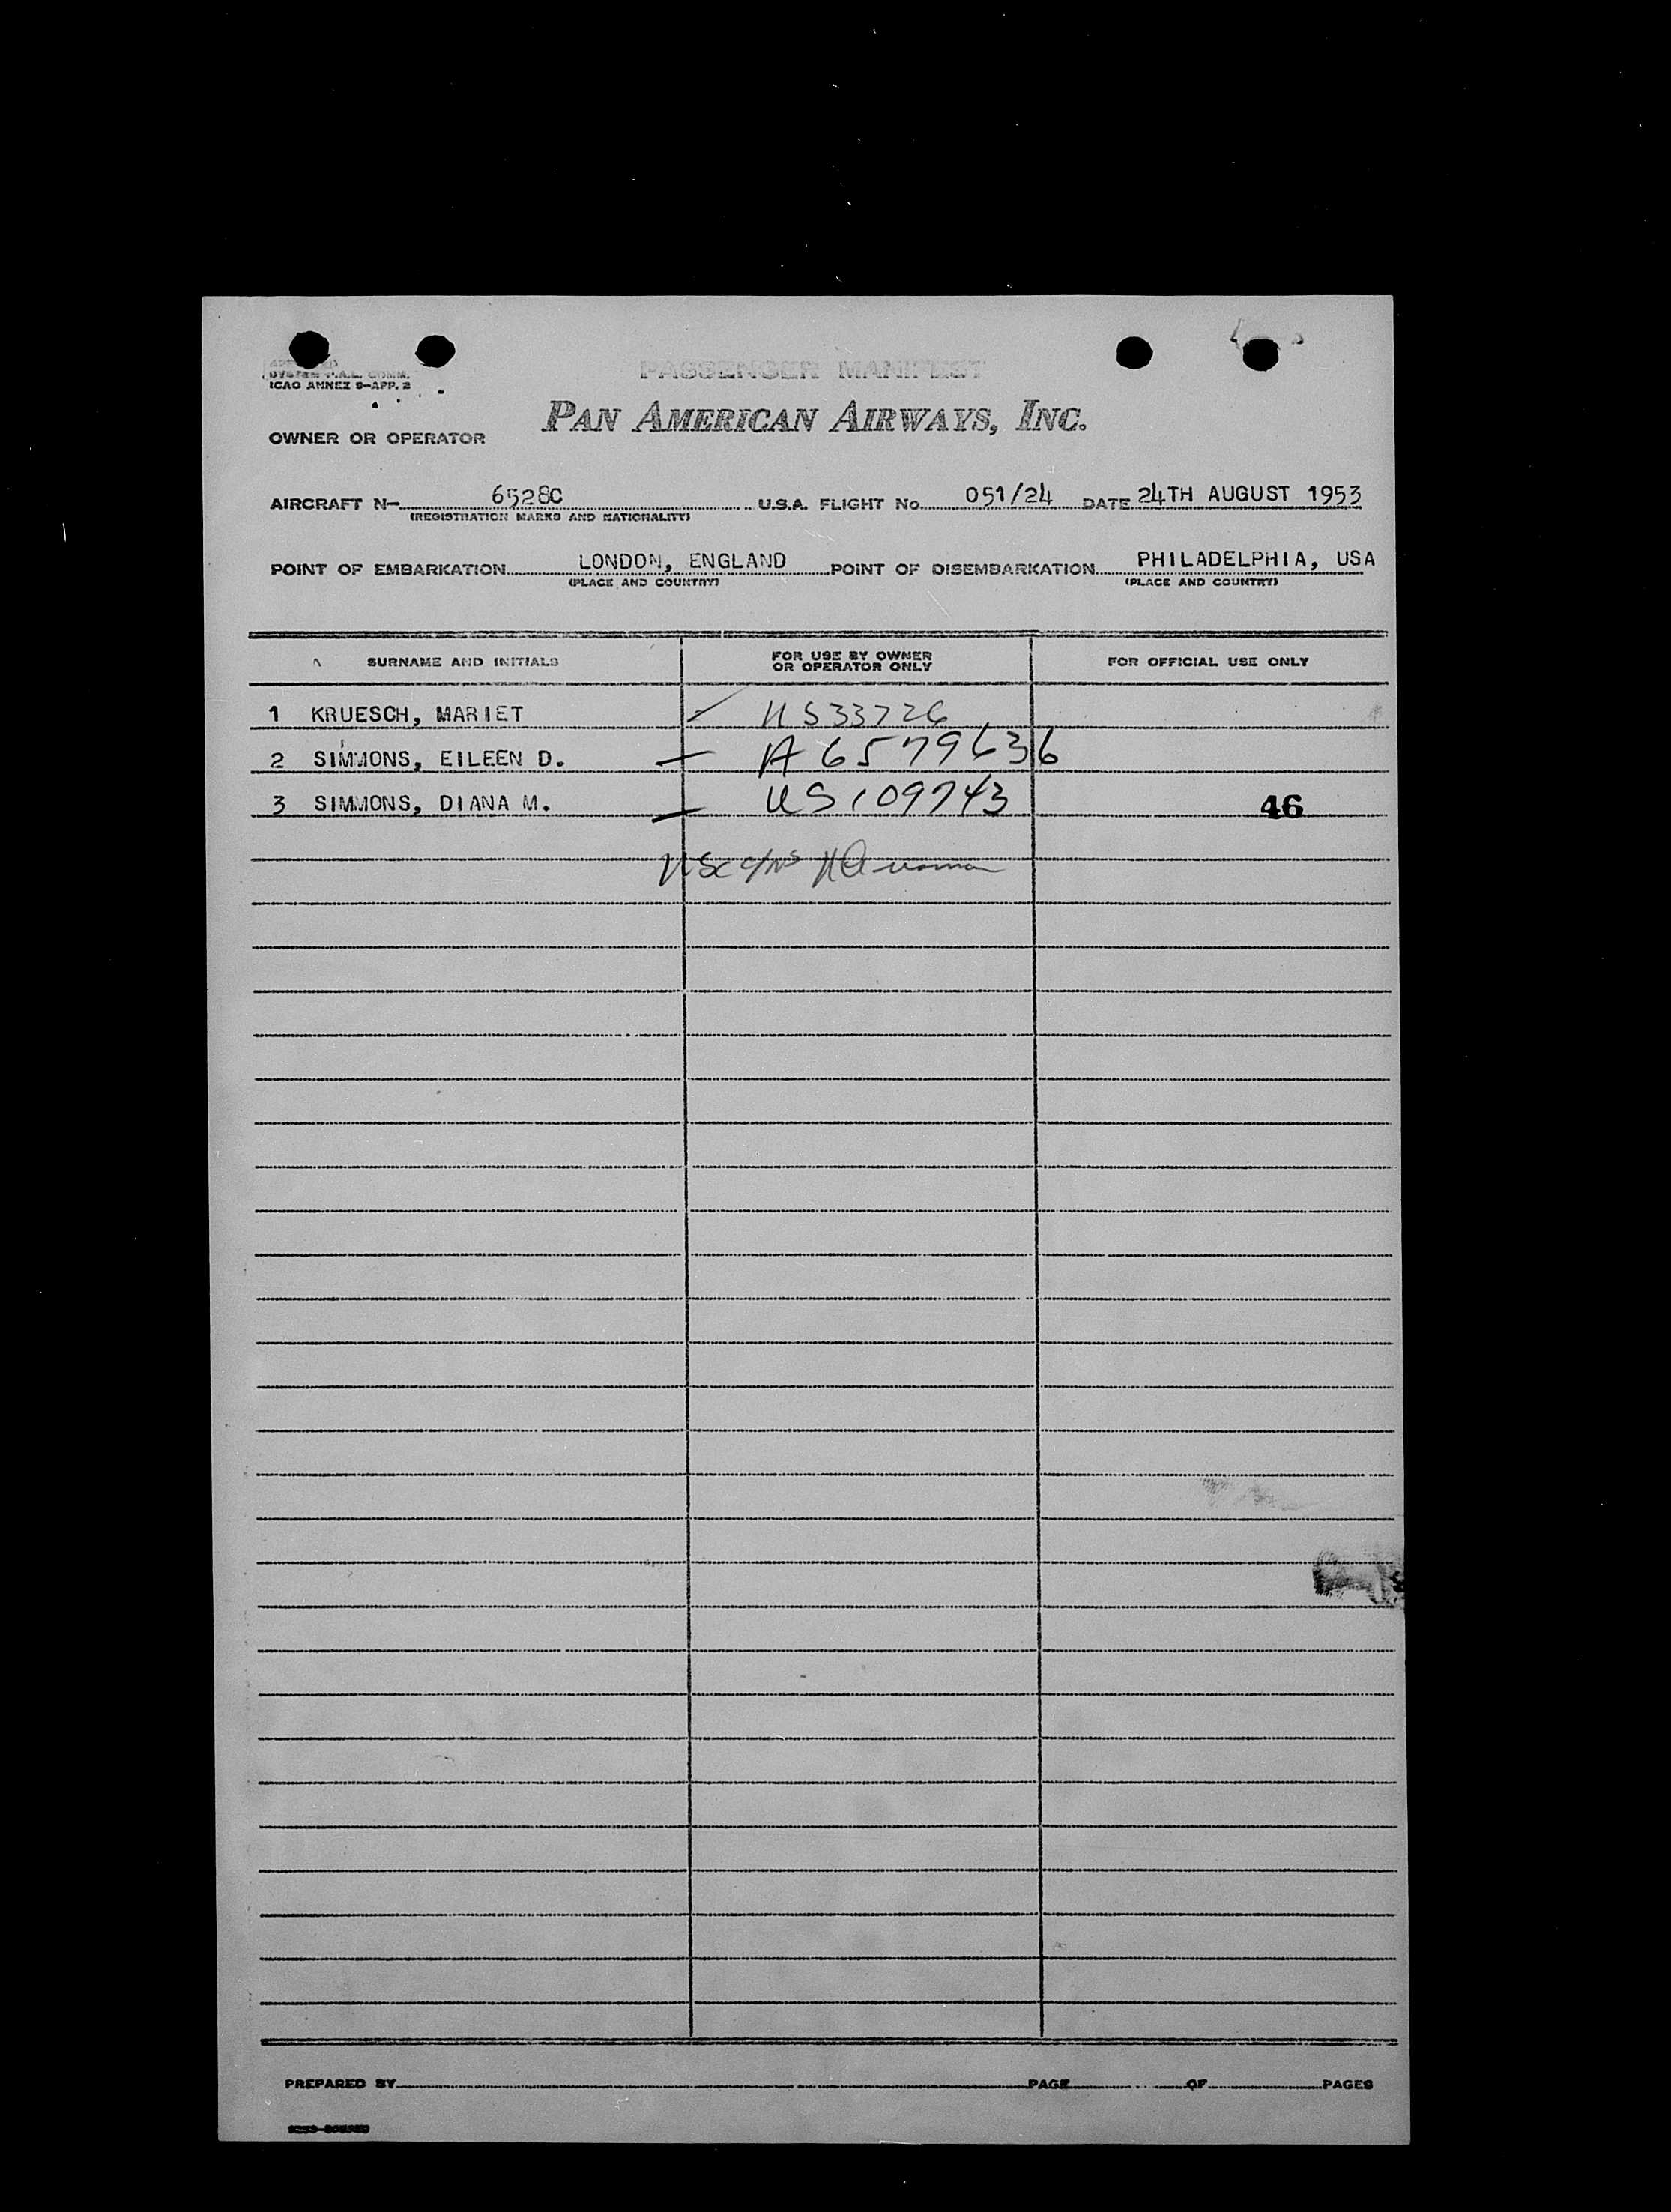 PASSENGER MANIFEST
ICAO ANNEX 9-APP. 2
PAN AMERICAN AIRWAYS, INC.
OWNER OR OPERATOR
AIRCRAFT N- 6528C U.S.A. FLIGHT No. 051/24 DATE 24TH AUGUST 1953
(REGISTRATION MARKS AND NATIONALITY)
POINT OF EMBARKATION LONDON, ENGLAND POINT OF DISEMBARKATION PHILADELPHIA, USA
(PLACE AND COUNTRY) (PLACE AND COUNTRY)
SURNAME AND INITIALS FOR USE BY OWNER OR OPERATOR ONLY FOR OFFICIAL USE ONLY
1 KRUESCH, MARIET US33726
2 SIMMONS, EILEEN D. A6579636
3 SIMMONS, DIANA M. US109743 46
PREPARED BY PAGE OF PAGES